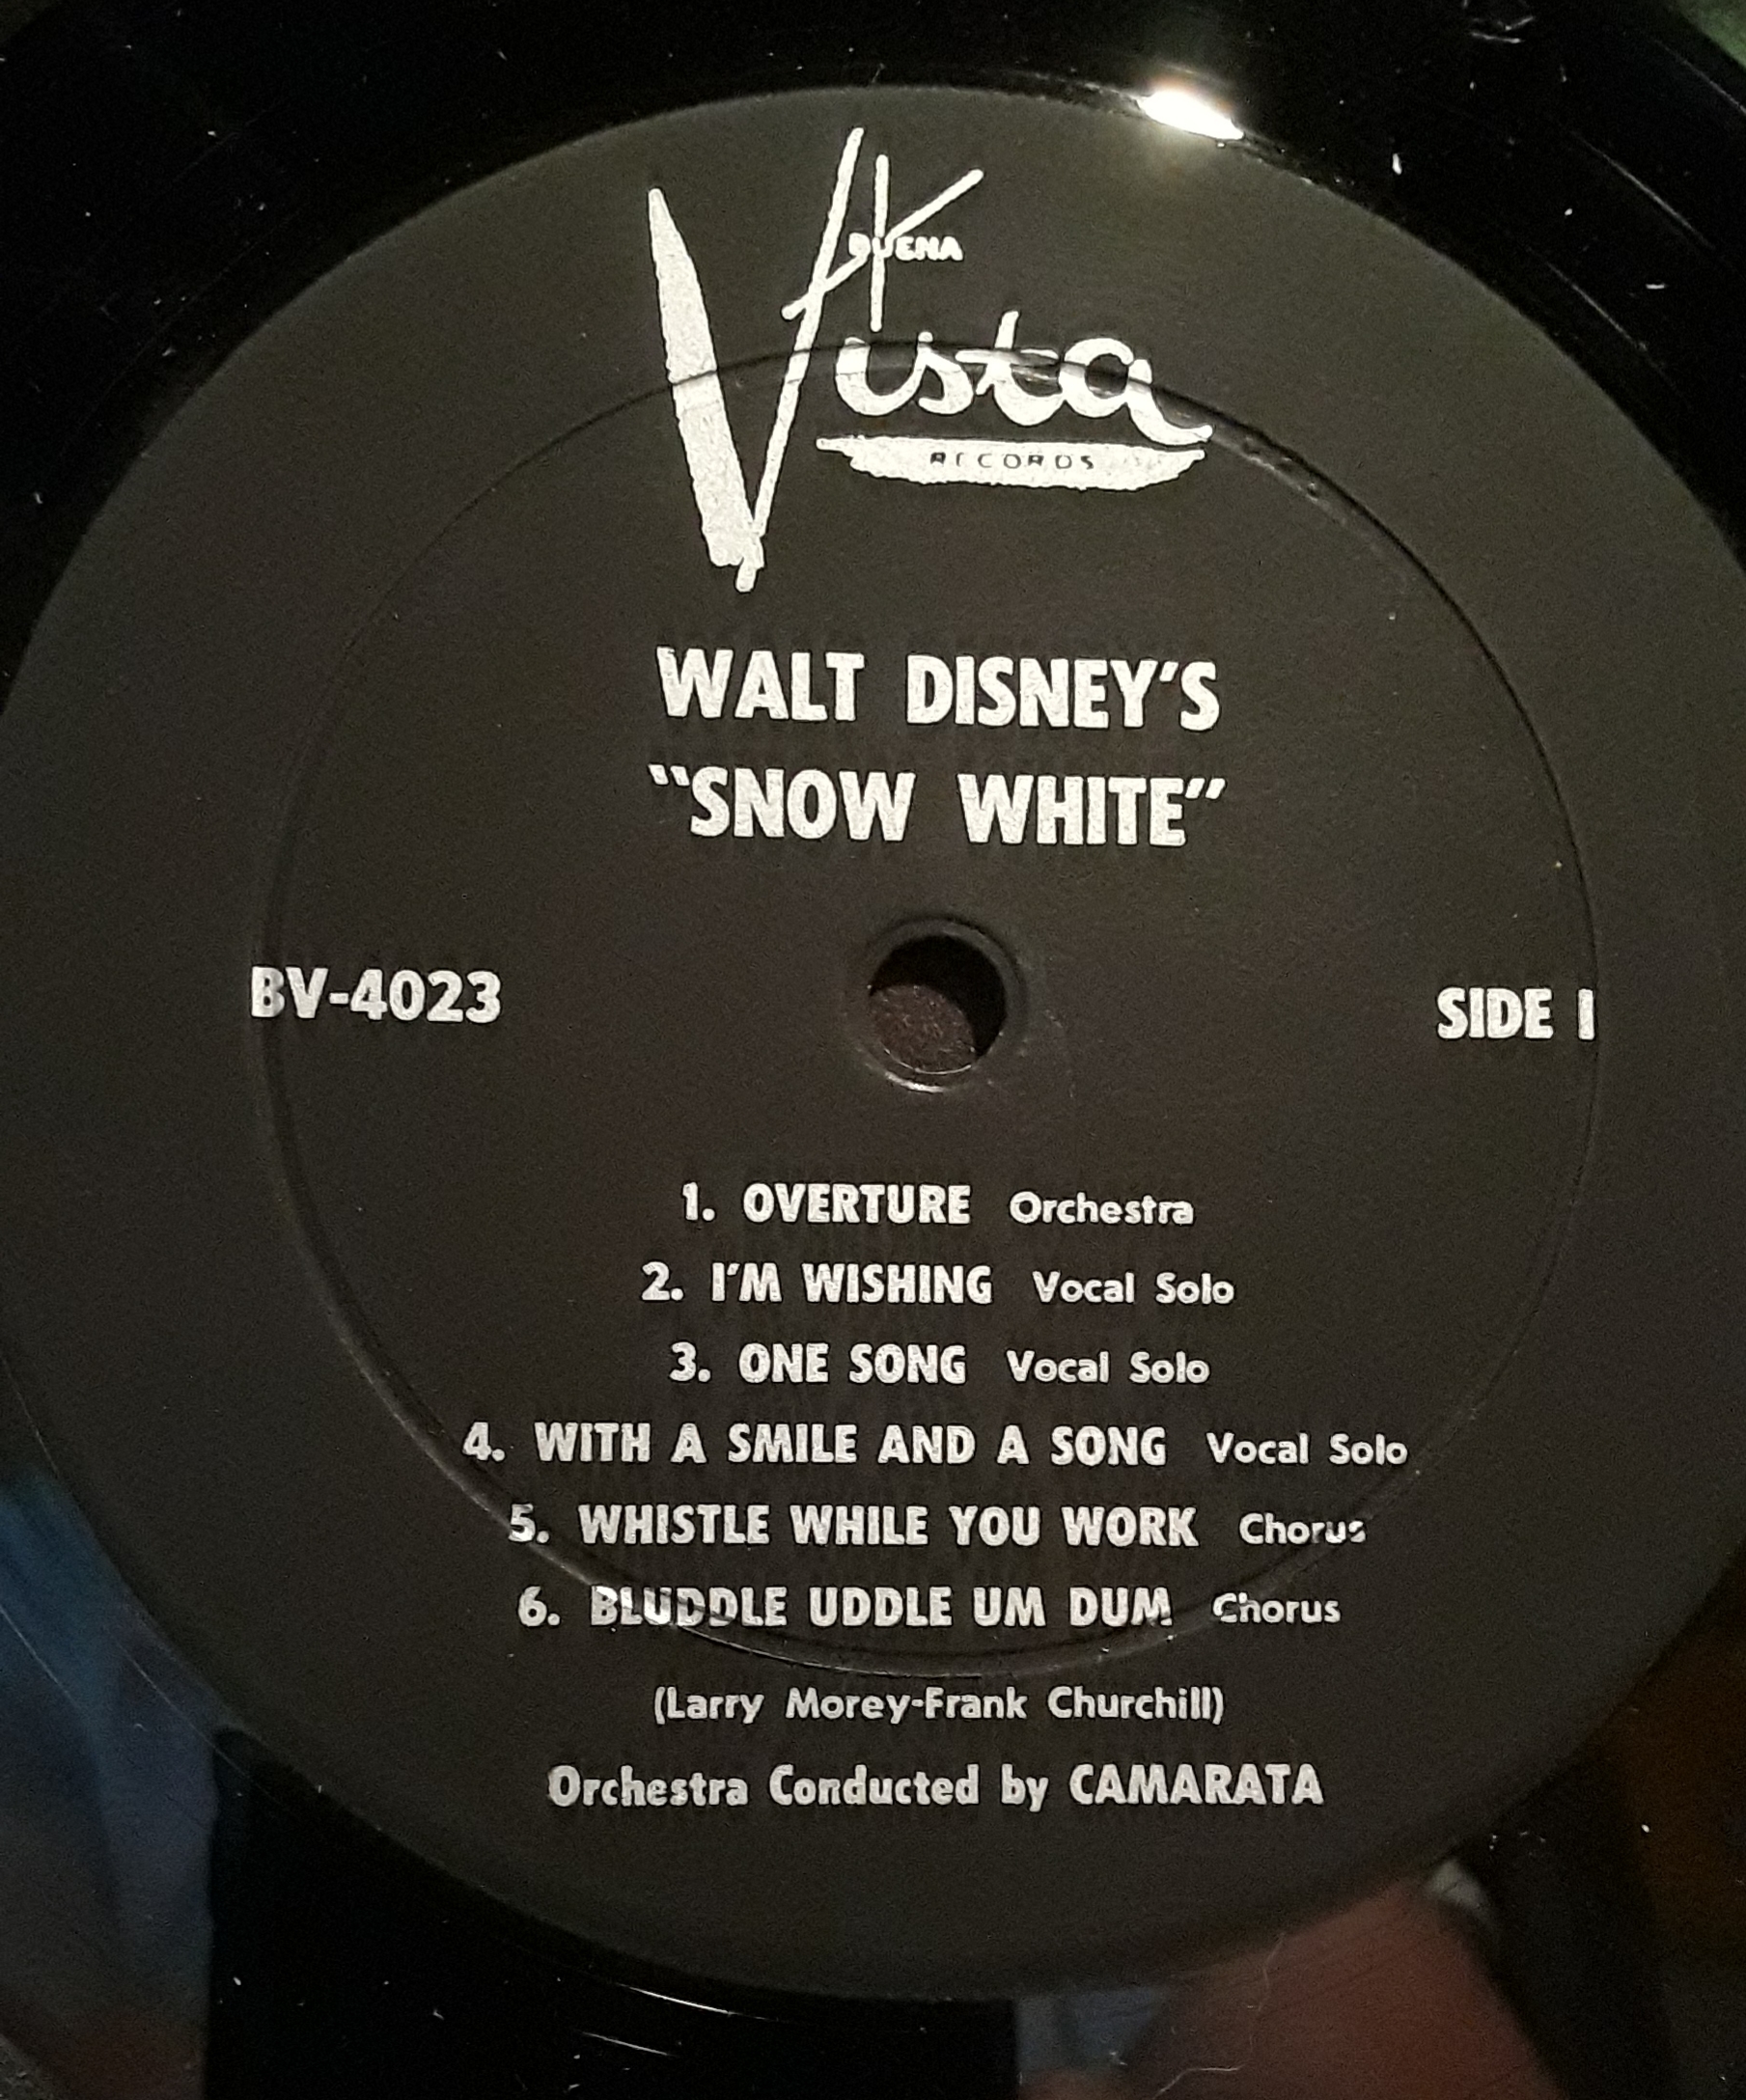 BUENA
Vista
RECORDS
WALT DISNEY'S
"SNOW WHITE"
BV-4023
SIDE 1
1. OVERTURE Orchestra
2. I'M WISHING Vocal Solo
3. ONE SONG Vocal Solo
4. WITH A SMILE AND A SONG Vocal Solo
5. WHISTLE WHILE YOU WORK Chorus
6. BLUDDLE UDDLE UM DUM Chorus
(Larry Morey-Frank Churchill)
Orchestra Conducted by CAMARATA